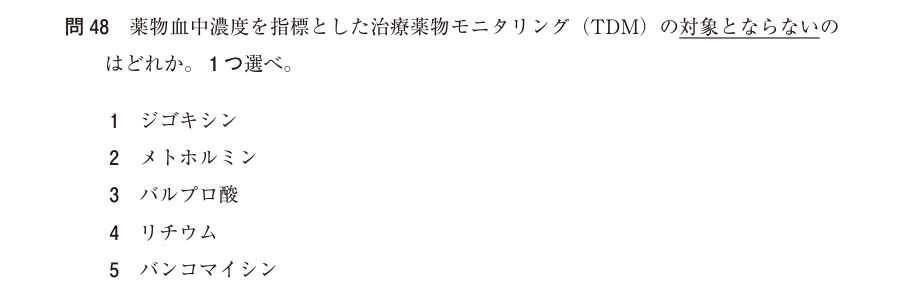 問 48 薬物血中濃度を指標とした治療薬物モニタリング（TDM）の対象とならないの
はどれか。1つ選べ。
1 ジゴキシン
2 メトホルミン
3 バルプロ酸
4 リチウム
5 バンコマイシン